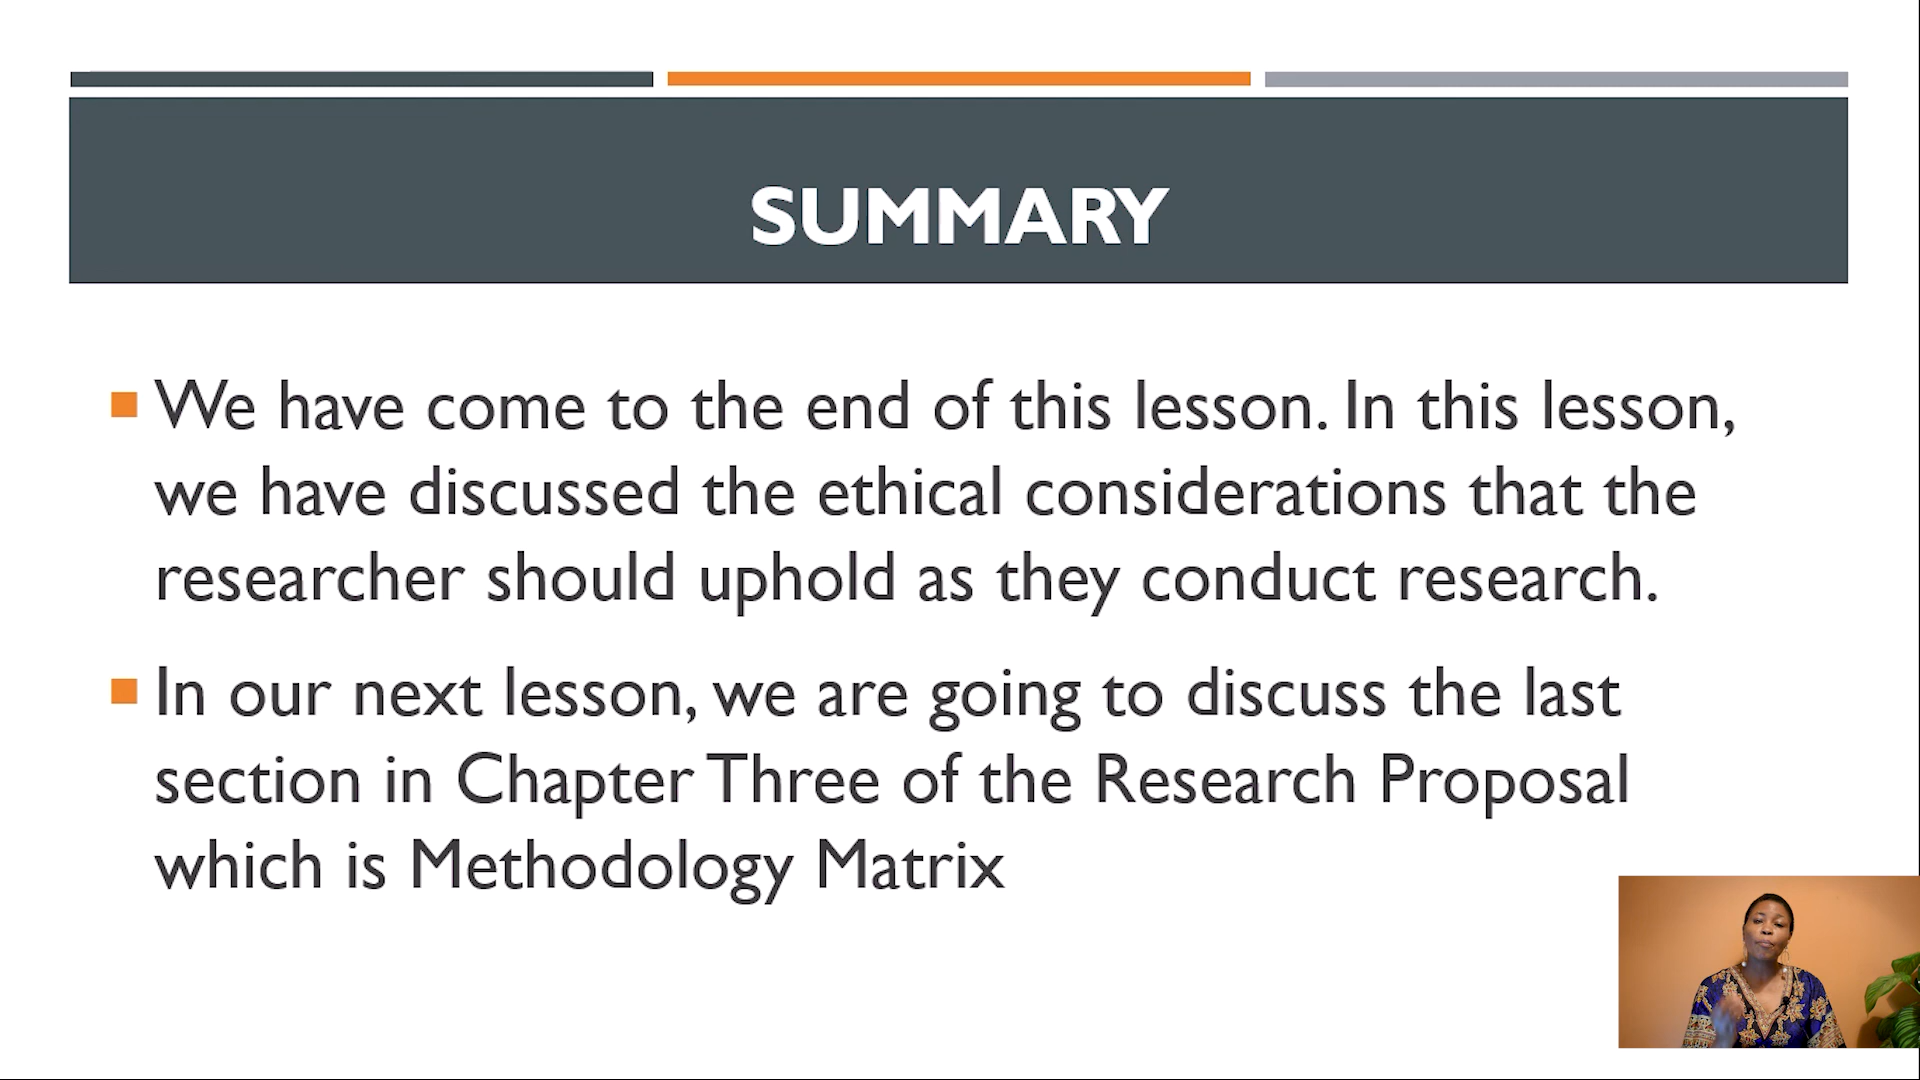 SUMMARY
We have come to the end of this lesson. In this lesson,
we have discussed the ethical considerations that the
researcher should uphold as they conduct research.
In our next lesson, we are going to discuss the last
section in Chapter Three of the Research Proposal
which is Methodology Matrix